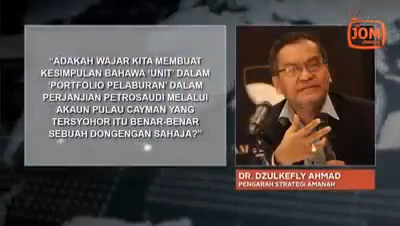 JOM
"ADAKAH WAJAR KITA MEMBUAT
KESIMPULAN BAHAWA 'UNIT' DALAM
'PORTFOLIO PELABURAN' DALAM
PERJANJIAN PETROSAUDI MELALUI
AKAUN PULAU CAYMAN YANG
TERSYOHOR ITU BENAR-BENAR
SEBUAH DONGENGAN SAHAJA?"
DR. DZULKEFLY AHMAD
PENGARAH STRATEGI AMANAH